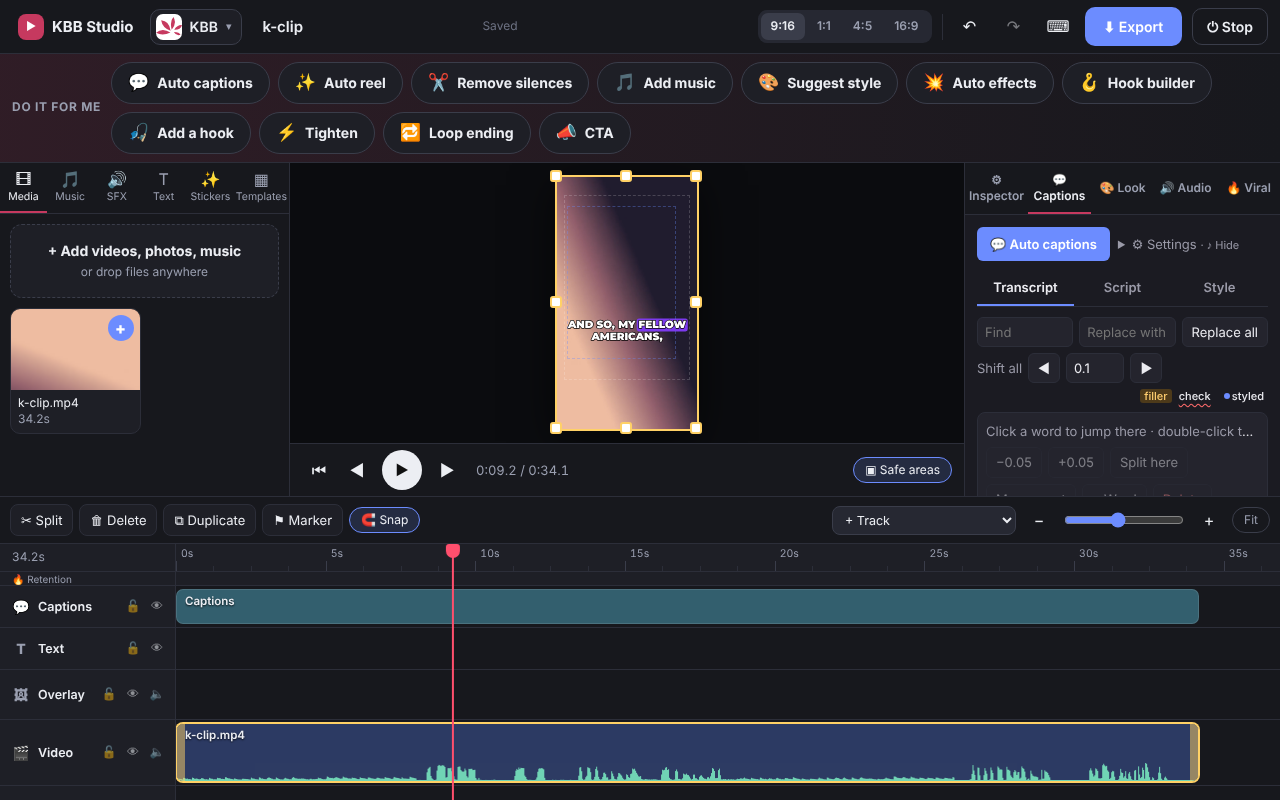 KBB Studio
KBB
k-clip
Saved
9:16 1:1 4:5 16:9
Export
Stop
DO IT FOR ME
Auto captions
Auto reel
Remove silences
Add music
Suggest style
Auto effects
Hook builder
Add a hook
Tighten
Loop ending
CTA
Media Music SFX Text Stickers Templates
+ Add videos, photos, music
or drop files anywhere
k-clip.mp4
34.2s
AND SO, MY FELLOW
AMERICANS,
0:09.2 / 0:34.1
Safe areas
Inspector Captions Look Audio Viral
Auto captions
Settings · ♪ Hide
Transcript Script Style
Find Replace with Replace all
Shift all 0.1
filler check styled
Click a word to jump there · double-click t...
−0.05 +0.05 Split here
Split Delete Duplicate Marker Snap
+ Track
− + Fit
34.2s
0s 5s 10s 15s 20s 25s 30s 35s
Retention
Captions
Captions
T Text
Overlay
Video
k-clip.mp4